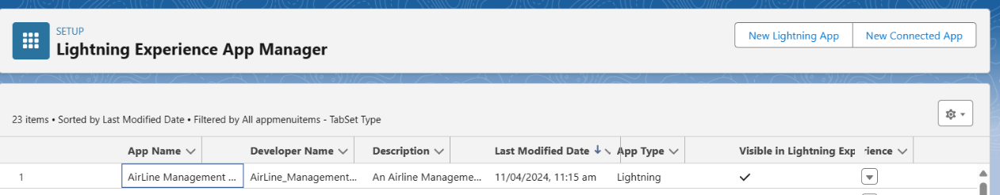 SETUP
Lightning Experience App Manager
New Lightning App New Connected App
23 items • Sorted by Last Modified Date • Filtered by All appmenuitems - TabSet Type
App Name Developer Name Description Last Modified Date App Type Visible in Lightning Exp rience
1 AirLine Management ... AirLine_Management... An Airline Manageme... 11/04/2024, 11:15 am Lightning